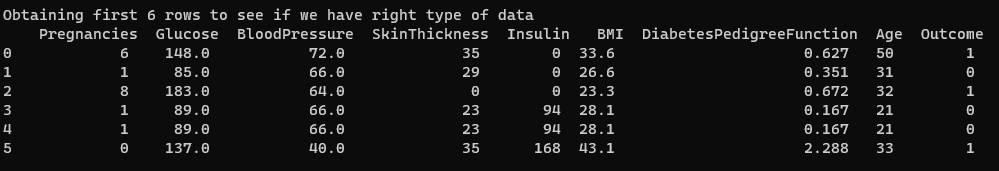 Obtaining first 6 rows to see if we have right type of data
Pregnancies Glucose BloodPressure SkinThickness Insulin BMI DiabetesPedigreeFunction Age Outcome
0 6 148.0 72.0 35 0 33.6 0.627 50 1
1 1 85.0 66.0 29 0 26.6 0.351 31 0
2 8 183.0 64.0 0 0 23.3 0.672 32 1
3 1 89.0 66.0 23 94 28.1 0.167 21 0
4 1 89.0 66.0 23 94 28.1 0.167 21 0
5 0 137.0 40.0 35 168 43.1 2.288 33 1